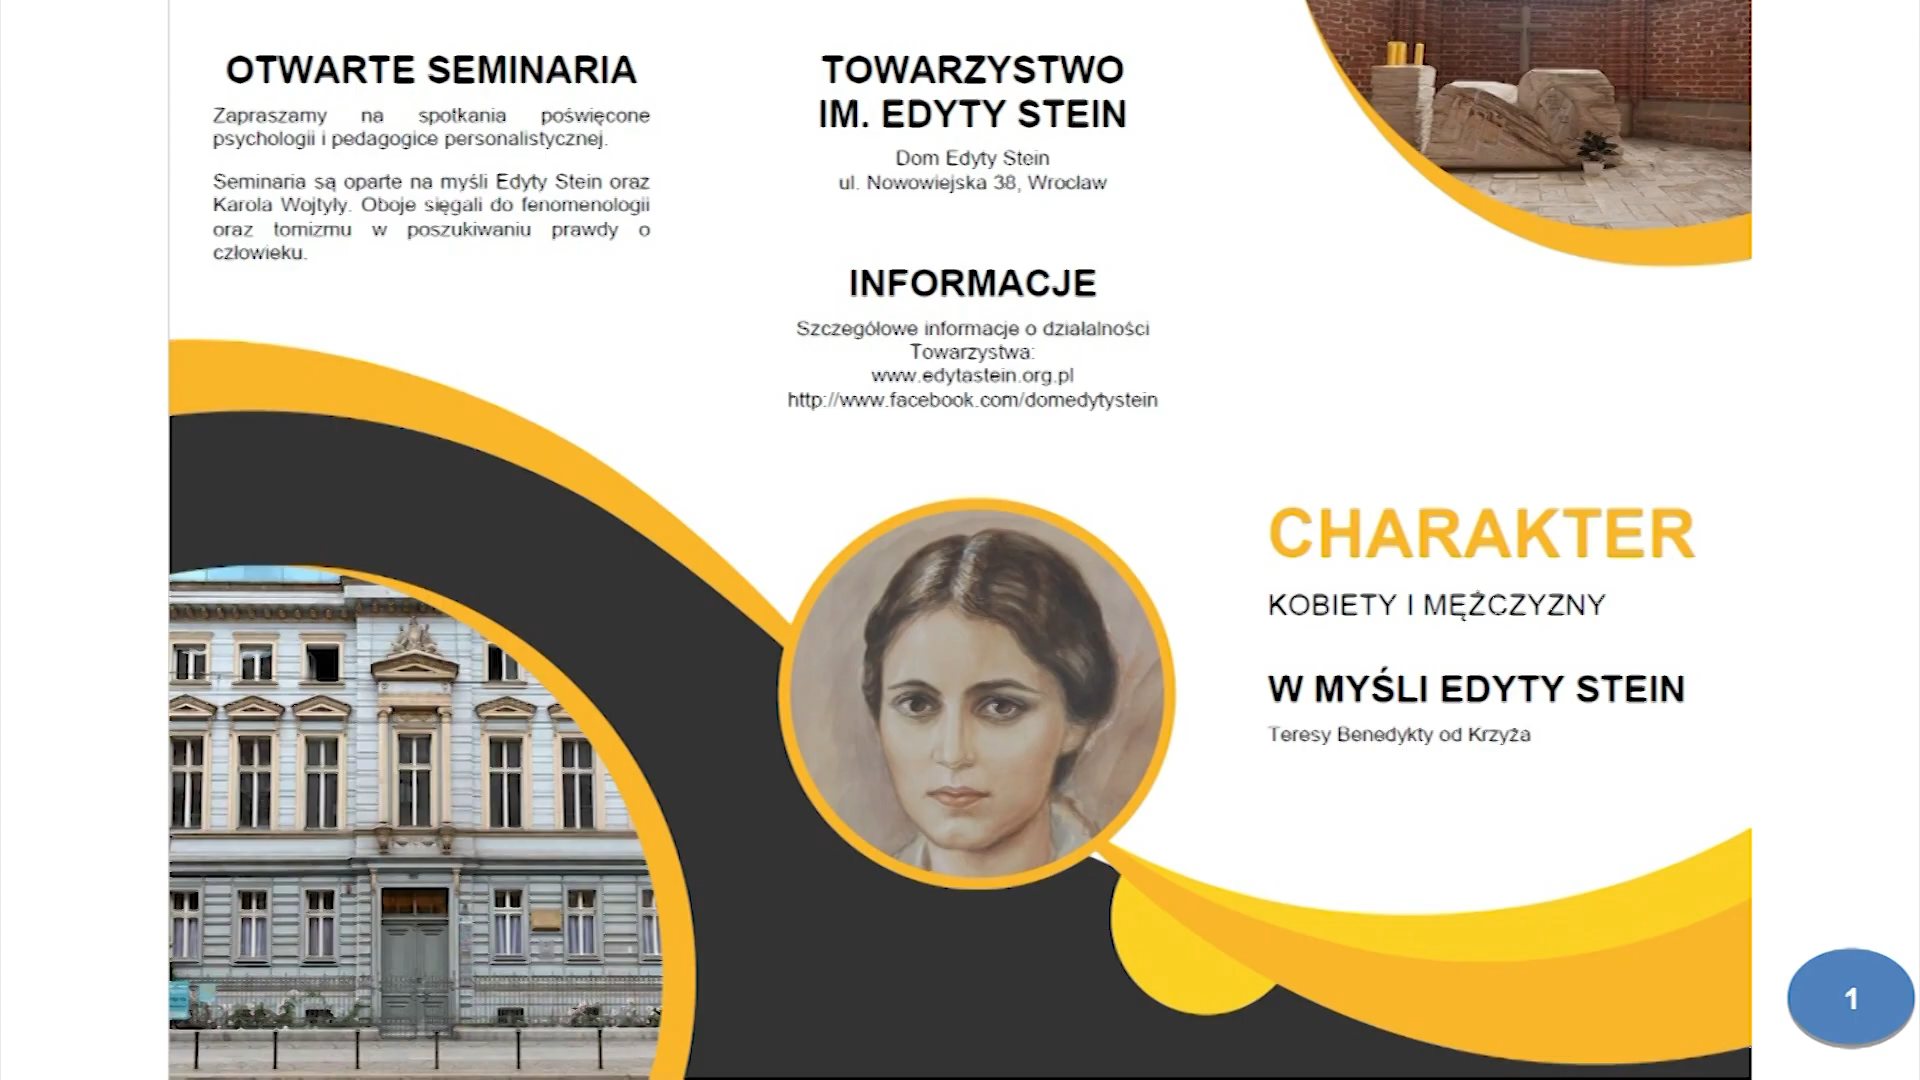 OTWARTE SEMINARIA
Zapraszamy na spotkania poświęcone
psychologii i pedagogice personalistycznej.
Seminaria są oparte na myśli Edyty Stein oraz
Karola Wojtyły. Oboje sięgali do fenomenologii
oraz tomizmu w poszukiwaniu prawdy o
człowieku.
TOWARZYSTWO
IM. EDYTY STEIN
Dom Edyty Stein
ul. Nowowiejska 38, Wrocław
INFORMACJE
Szczegółowe informacje o działalności
Towarzystwa:
www.edytastein.org.pl
http://www.facebook.com/domedytystein
CHARAKTER
KOBIETY I MĘŻCZYZNY
W MYŚLI EDYTY STEIN
Teresy Benedykty od Krzyża
1